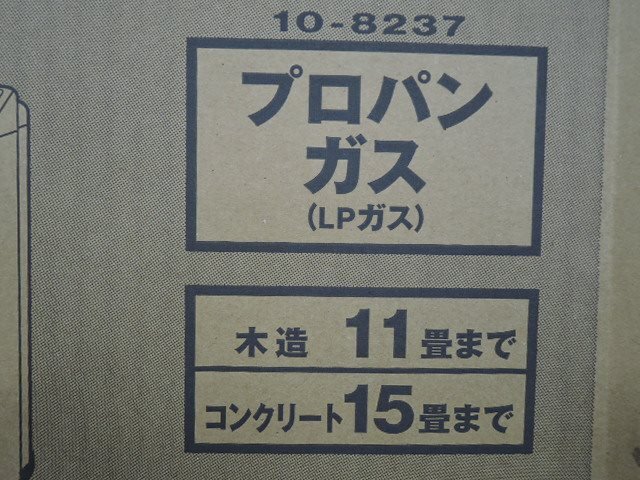 10-8237
プロパン
ガス
(LPガス)
木造 11畳まで
コンクリート15畳まで